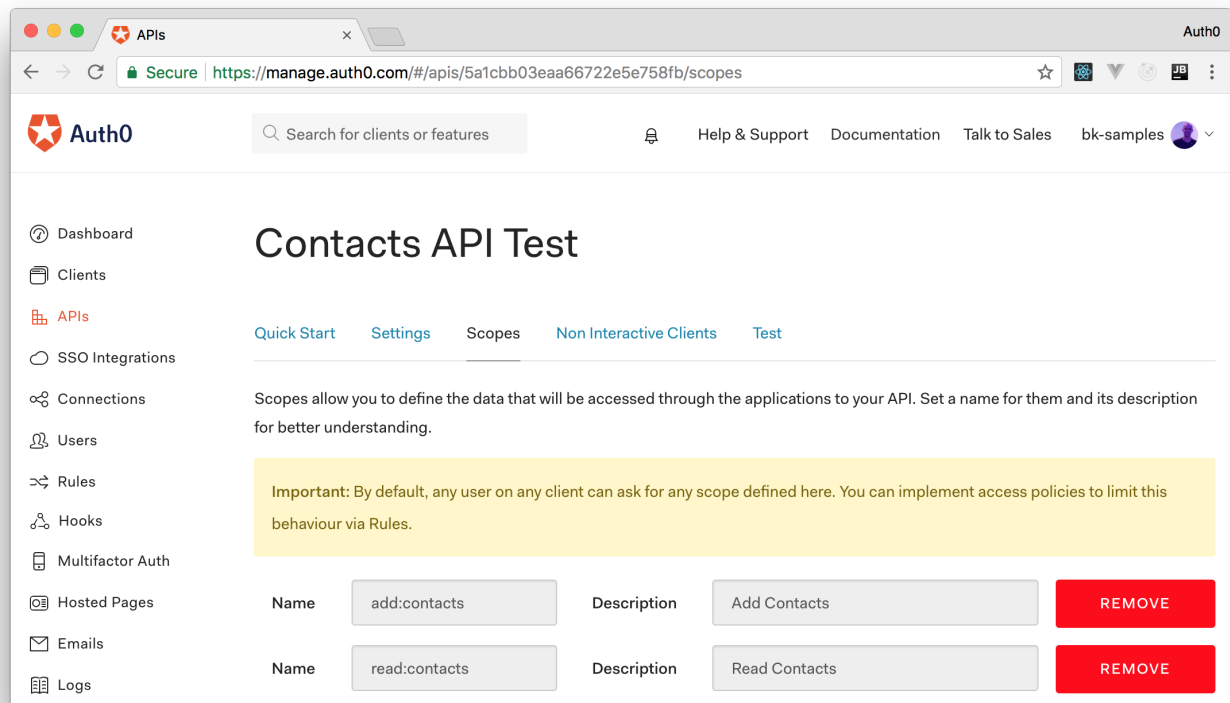 APIs
Auth0
Secure https://manage.auth0.com/#/apis/5a1cbb03eaa66722e5e758fb/scopes
JB
Auth0
Search for clients or features
Help & Support
Documentation
Talk to Sales
bk-samples
Dashboard
Clients
APIs
SSO Integrations
Connections
Users
Rules
Hooks
Multifactor Auth
Hosted Pages
Emails
Logs
Contacts API Test
Quick Start
Settings
Scopes
Non Interactive Clients
Test
Scopes allow you to define the data that will be accessed through the applications to your API. Set a name for them and its description
for better understanding.
Important: By default, any user on any client can ask for any scope defined here. You can implement access policies to limit this
behaviour via Rules.
Name add:contacts Description Add Contacts REMOVE
Name read:contacts Description Read Contacts REMOVE